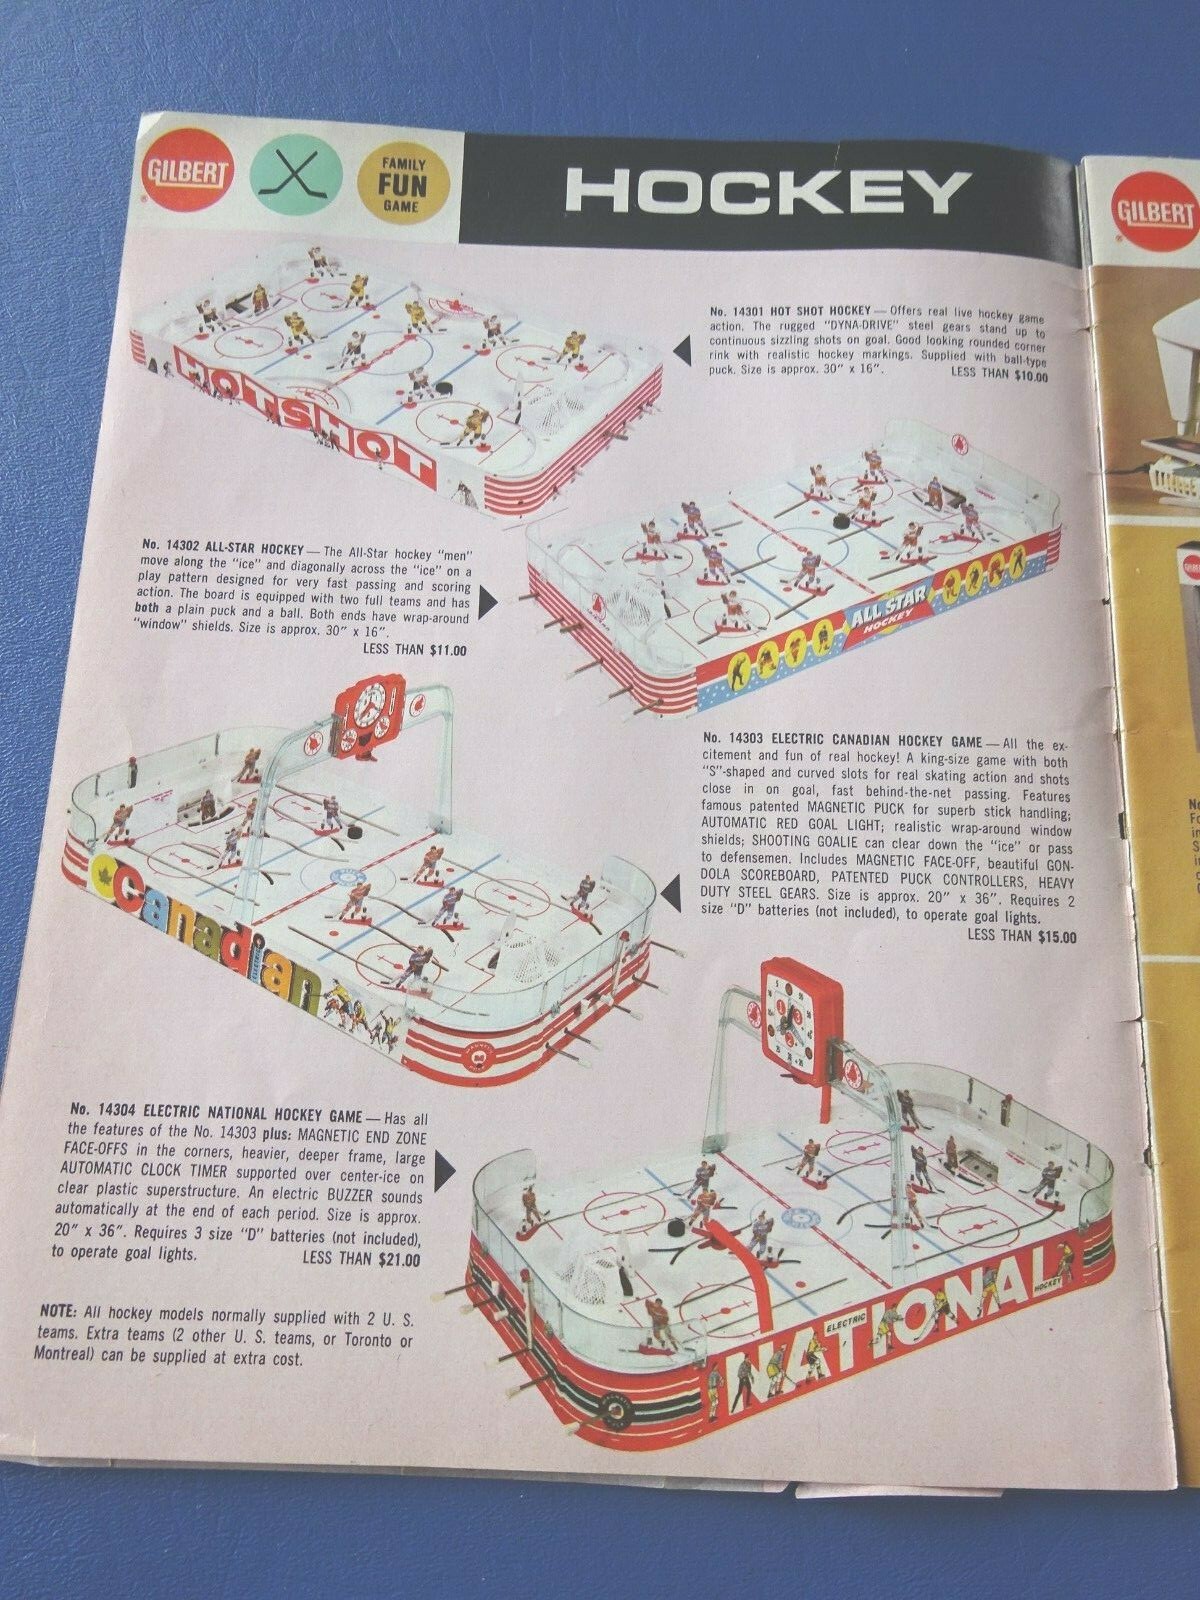 GILBERT
FAMILY
FUN
GAME
HOCKEY
GILBERT
No. 14301 HOT SHOT HOCKEY — Offers real live hockey game
action. The rugged "DYNA-DRIVE" steel gears stand up to
continuous sizzling shots on goal. Good looking rounded corner
rink with realistic hockey markings. Supplied with ball-type
puck. Size is approx. 30" x 16". LESS THAN $10.00
HOTSHOT
No. 14302 ALL-STAR HOCKEY — The All-Star hockey "men"
move along the "ice" and diagonally across the "ice" on a
play pattern designed for very fast passing and scoring
action. The board is equipped with two full teams and has
both a plain puck and a ball. Both ends have wrap-around
"window" shields. Size is approx. 30" x 16".
LESS THAN $11.00
ALL STAR
HOCKEY
No. 14303 ELECTRIC CANADIAN HOCKEY GAME — All the ex-
citement and fun of real hockey! A king-size game with both
"S"-shaped and curved slots for real skating action and shots
close in on goal, fast behind-the-net passing. Features
famous patented MAGNETIC PUCK for superb stick handling;
AUTOMATIC RED GOAL LIGHT; realistic wrap-around window
shields; SHOOTING GOALIE can clear down the "ice" or pass
to defensemen. Includes MAGNETIC FACE-OFF, beautiful GON-
DOLA SCOREBOARD, PATENTED PUCK CONTROLLERS, HEAVY
DUTY STEEL GEARS. Size is approx. 20" x 36". Requires 2
size "D" batteries (not included), to operate goal lights.
LESS THAN $15.00
Canadian
ELECTRIC
No. 14304 ELECTRIC NATIONAL HOCKEY GAME — Has all
the features of the No. 14303 plus: MAGNETIC END ZONE
FACE-OFFS in the corners, heavier, deeper frame, large
AUTOMATIC CLOCK TIMER supported over center-ice on
clear plastic superstructure. An electric BUZZER sounds
automatically at the end of each period. Size is approx.
20" x 36". Requires 3 size "D" batteries (not included),
to operate goal lights. LESS THAN $21.00
ELECTRIC
NATIONAL
HOCKEY
NOTE: All hockey models normally supplied with 2 U. S.
teams. Extra teams (2 other U. S. teams, or Toronto or
Montreal) can be supplied at extra cost.